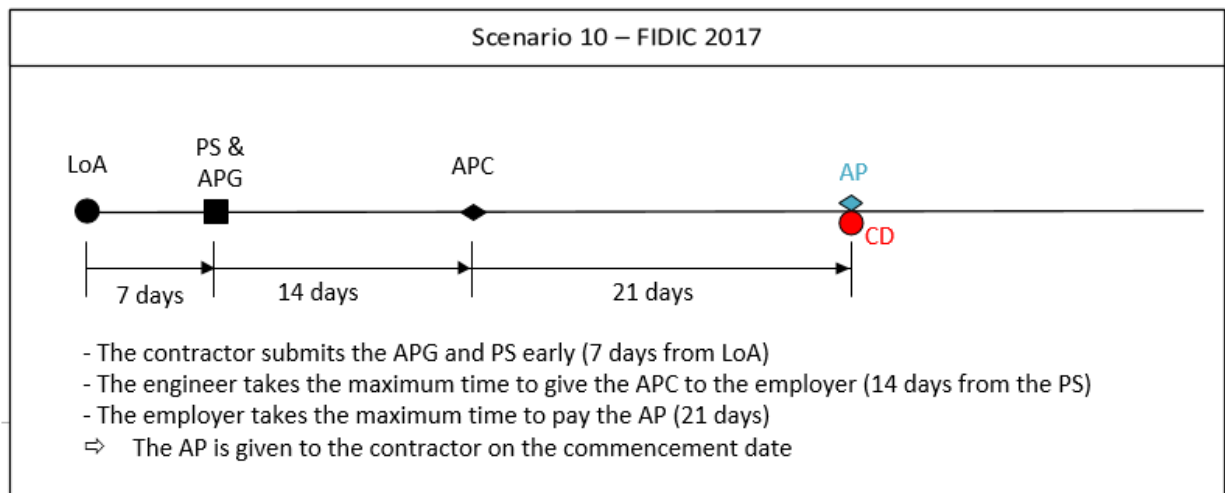 Scenario 10 – FIDIC 2017
LoA
PS &
APG
APC
AP
CD
7 days
14 days
21 days
- The contractor submits the APG and PS early (7 days from LoA)
- The engineer takes the maximum time to give the APC to the employer (14 days from the PS)
- The employer takes the maximum time to pay the AP (21 days)
⇨ The AP is given to the contractor on the commencement date